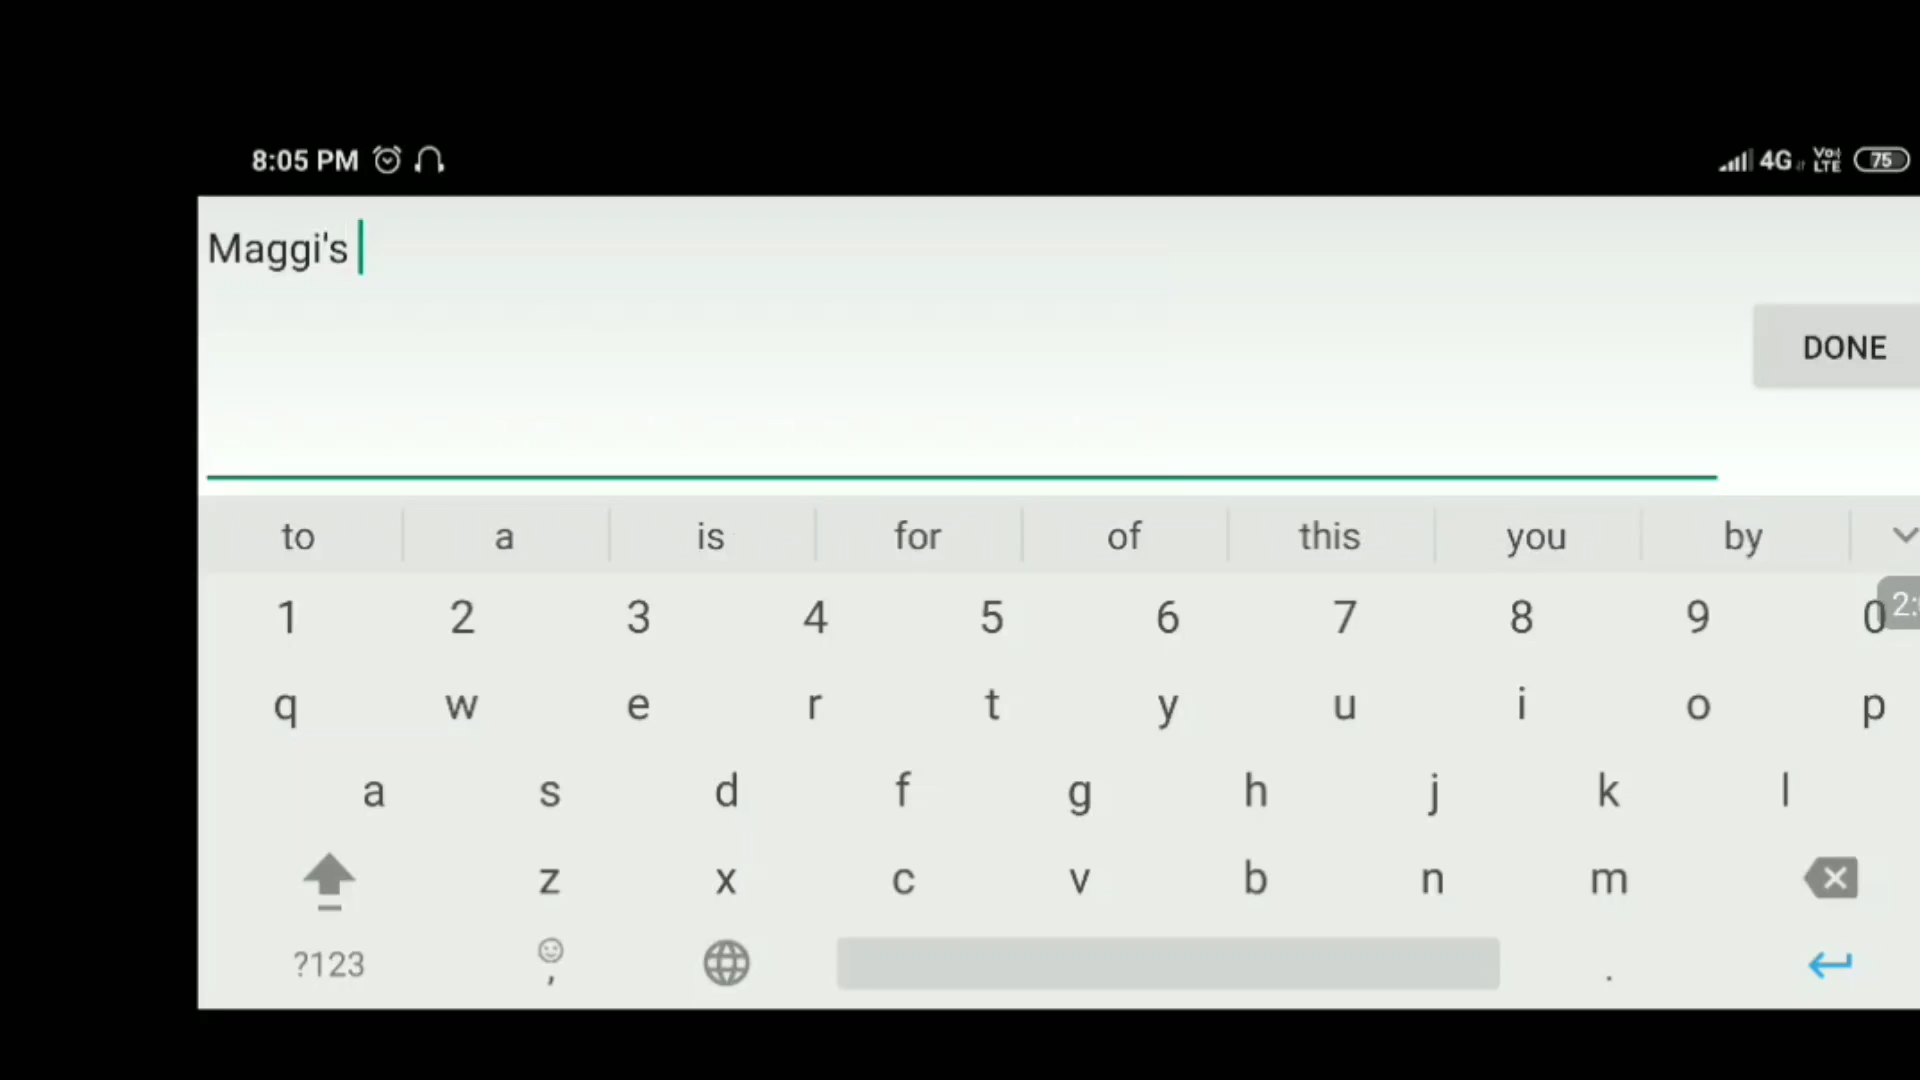 8:05 PM 4G Vo LTE 75
Maggi's
DONE
to a is for of this you by
1 2 3 4 5 6 7 8 9 0 2:
q w e r t y u i o p
a s d f g h j k l
z x c v b n m
?123 , .